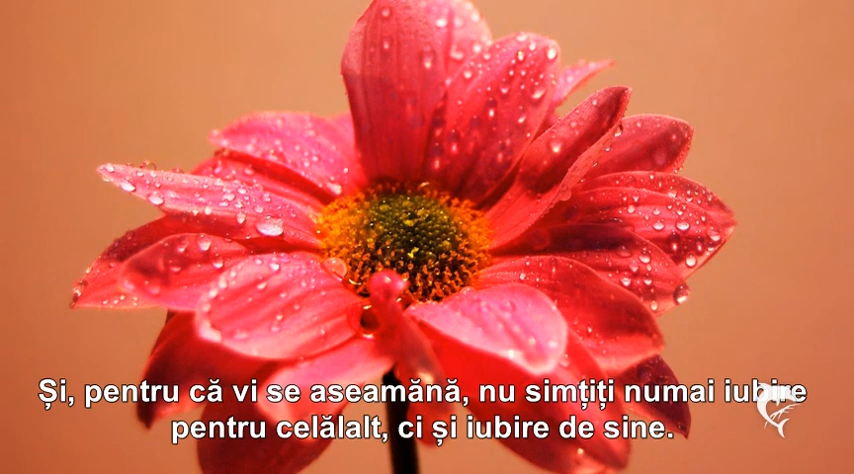 Și, pentru că vi se aseamănă, nu simțiți numai iubire
pentru celălalt, ci și iubire de sine.